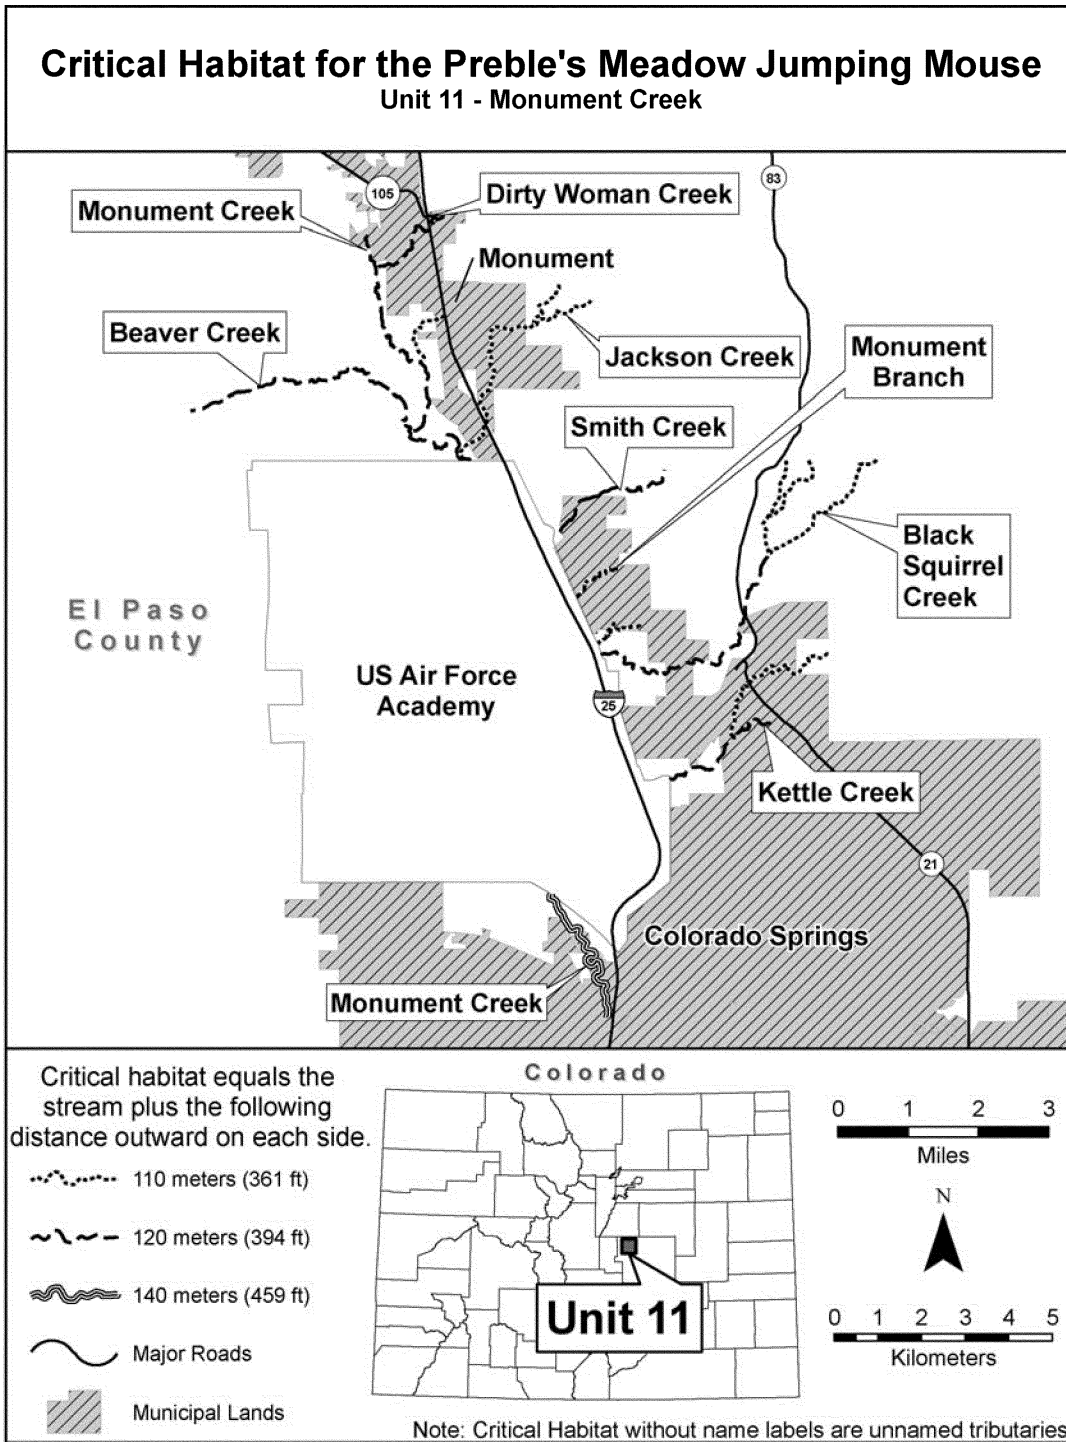 Critical Habitat for the Preble's Meadow Jumping Mouse
Unit 11 - Monument Creek
83
105
Dirty Woman Creek
Monument Creek
Monument
Beaver Creek
Jackson Creek
Monument
Branch
Smith Creek
Black
Squirrel
Creek
El Paso
County
US Air Force
Academy
25
Kettle Creek
21
Colorado Springs
Monument Creek
Critical habitat equals the
stream plus the following
distance outward on each side.
110 meters (361 ft)
120 meters (394 ft)
140 meters (459 ft)
Major Roads
Municipal Lands
Colorado
Unit 11
0 1 2 3
Miles
N
0 1 2 3 4 5
Kilometers
Note: Critical Habitat without name labels are unnamed tributaries